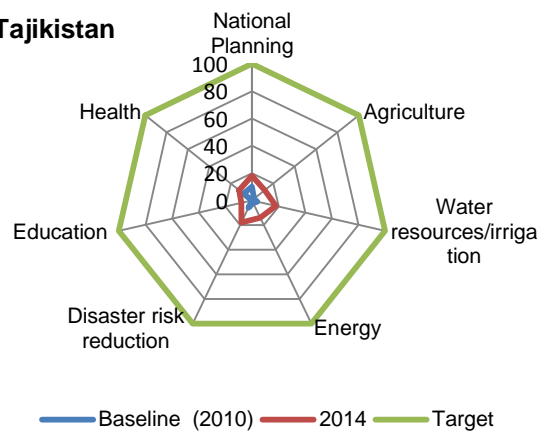 Tajikistan
National
Planning
100
80
60
40
20
0
Health
Agriculture
Education
Water
resources/irriga
tion
Disaster risk
reduction
Energy
Baseline (2010)
2014
Target